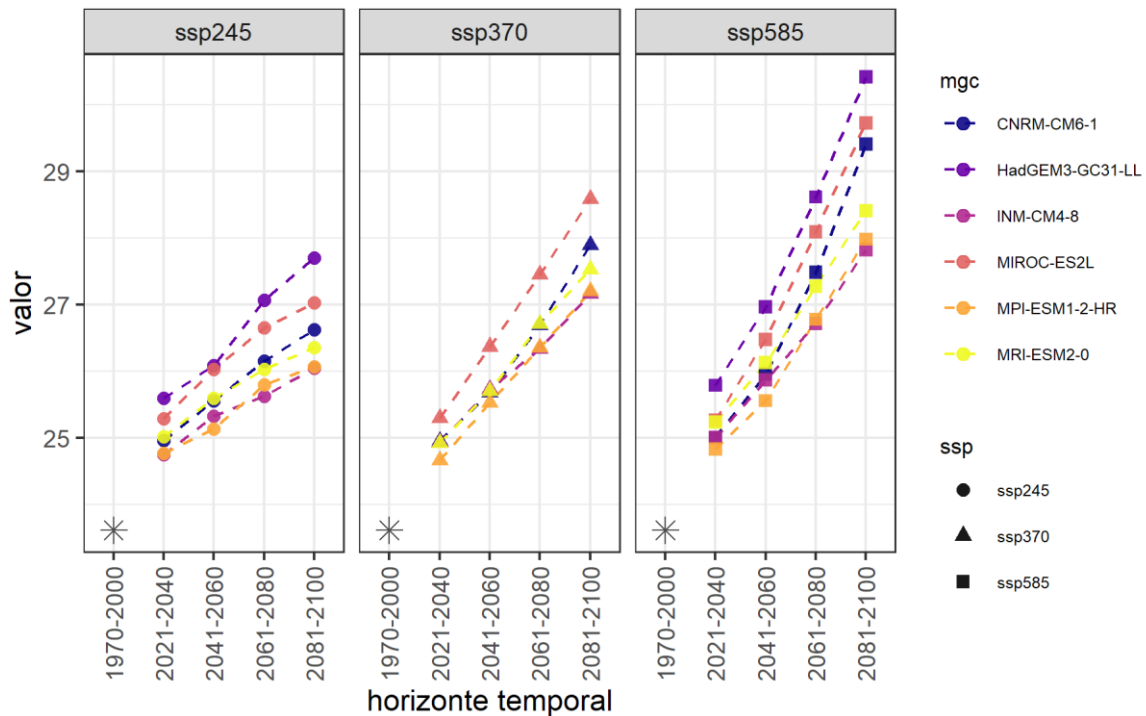 ssp245
ssp370
ssp585
29
27
25
valor
1970-2000
2021-2040
2041-2060
2061-2080
2081-2100
1970-2000
2021-2040
2041-2060
2061-2080
2081-2100
1970-2000
2021-2040
2041-2060
2061-2080
2081-2100
horizonte temporal
mgc
CNRM-CM6-1
HadGEM3-GC31-LL
INM-CM4-8
MIROC-ES2L
MPI-ESM1-2-HR
MRI-ESM2-0
ssp
ssp245
ssp370
ssp585